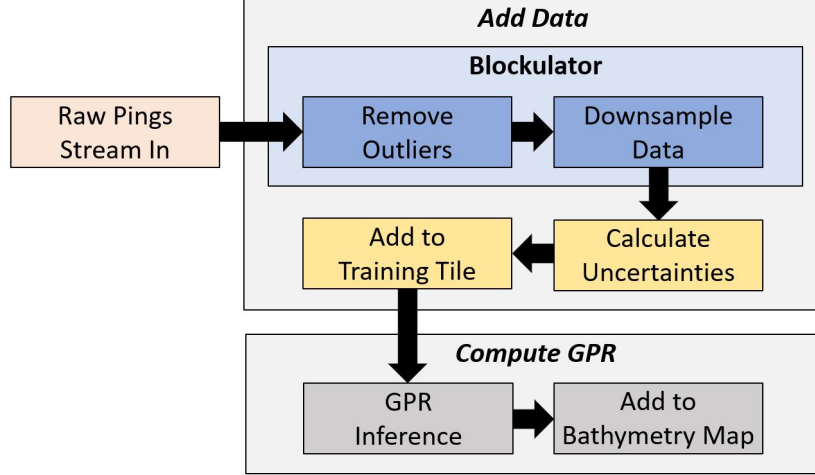 Add Data
Blockulator
Raw Pings
Stream In
Remove
Outliers
Downsample
Data
Add to
Training Tile
Calculate
Uncertainties
Compute GPR
GPR
Inference
Add to
Bathymetry Map